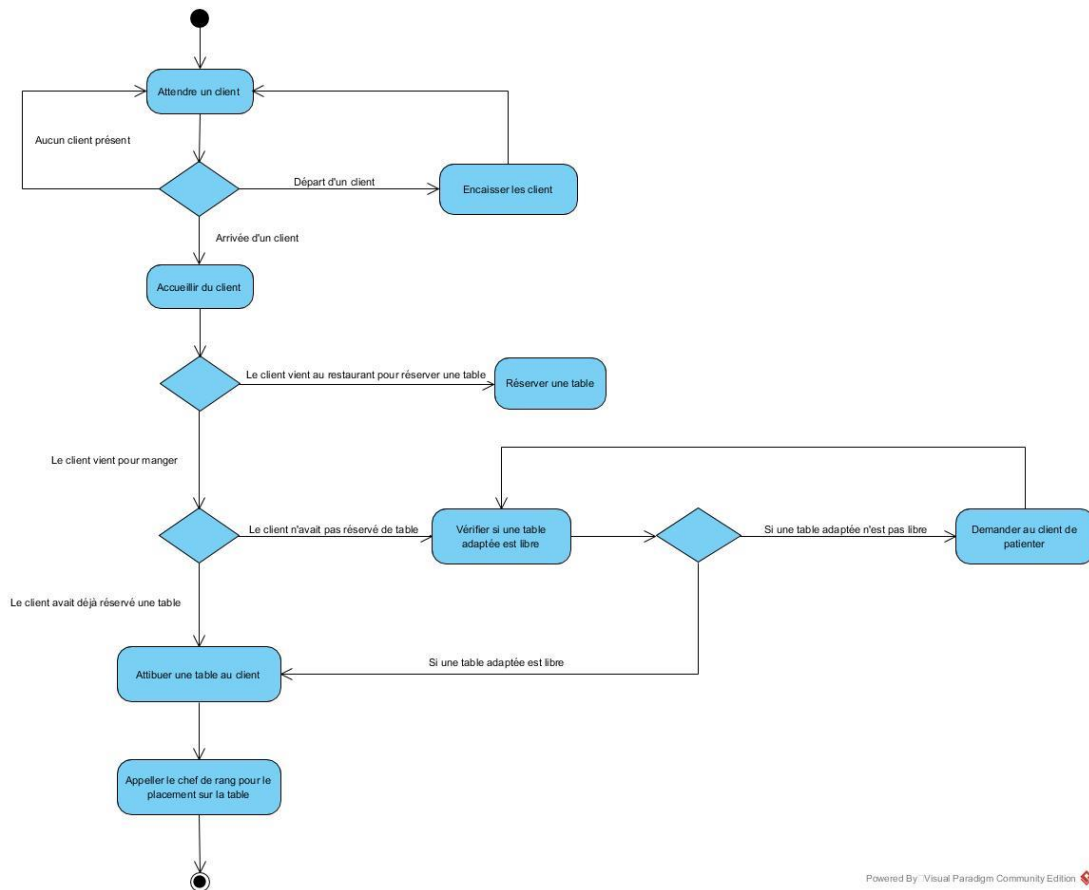 Attendre un client
Aucun client présent
Départ d'un client
Encaisser les client
Arrivée d'un client
Accueillir du client
Le client vient au restaurant pour réserver une table
Réserver une table
Le client vient pour manger
Le client n'avait pas réservé de table
Vérifier si une table
adaptée est libre
Si une table adaptée n'est pas libre
Demander au client de
patienter
Le client avait déjà réservé une table
Attibuer une table au client
Si une table adaptée est libre
Appeller le chef de rang pour le
placement sur la table
Powered By Visual Paradigm Community Edition